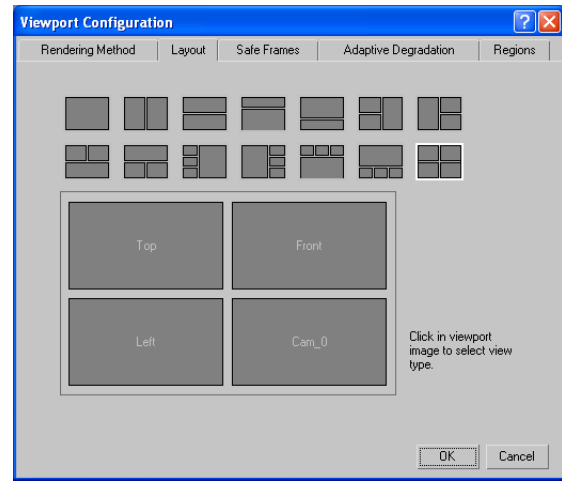 Viewport Configuration
Rendering Method Layout Safe Frames Adaptive Degradation Regions
Top Front
Left Cam_0
Click in viewport
image to select view
type.
OK Cancel